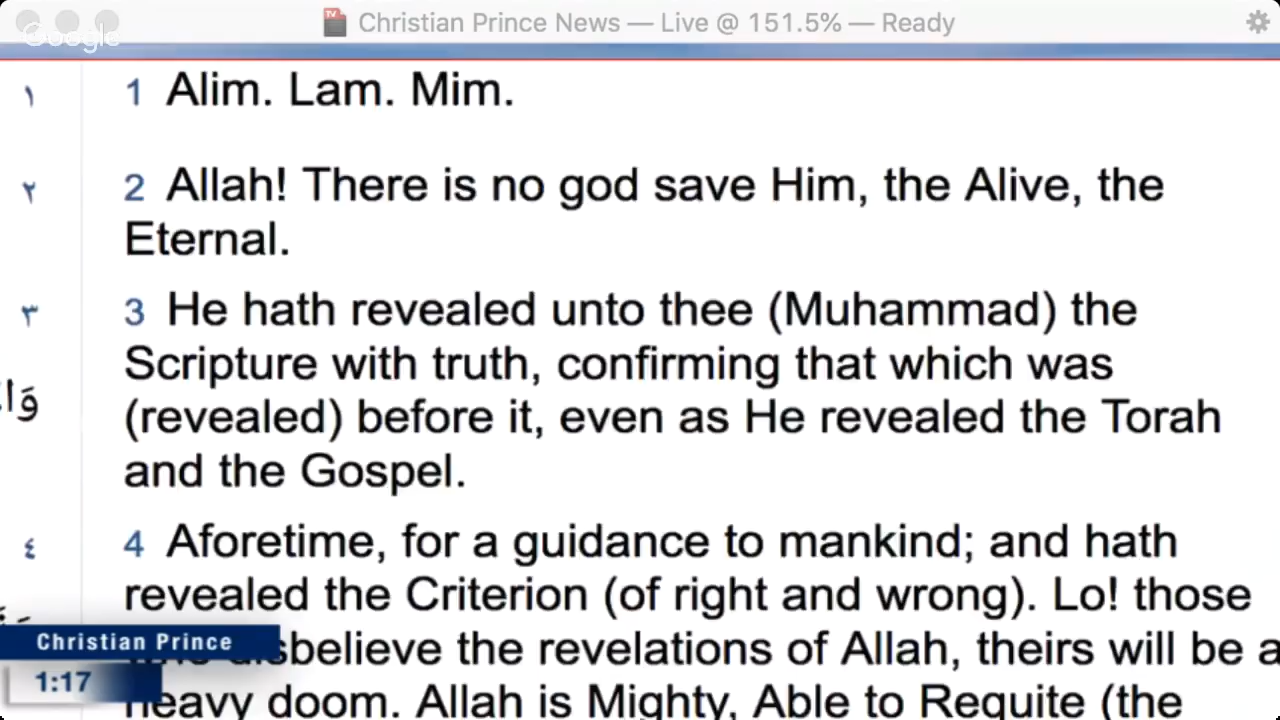 Christian Prince News — Live @ 151.5% — Ready
Google
١
1 Alim. Lam. Mim.
٢
2 Allah! There is no god save Him, the Alive, the
Eternal.
٣
3 He hath revealed unto thee (Muhammad) the
Scripture with truth, confirming that which was
(revealed) before it, even as He revealed the Torah
and the Gospel.
٤
4 Aforetime, for a guidance to mankind; and hath
revealed the Criterion (of right and wrong). Lo! those
disbelieve the revelations of Allah, theirs will be a
heavy doom. Allah is Mighty, Able to Requite (the
Christian Prince
1:17